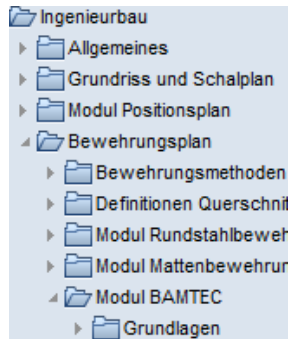 Ingenieurbau
Allgemeines
Grundriss und Schalplan
Modul Positionsplan
Bewehrungsplan
Bewehrungsmethoden
Definitionen Querschnit
Modul Rundstahlbeweh
Modul Mattenbewehrun
Modul BAMTEC
Grundlagen